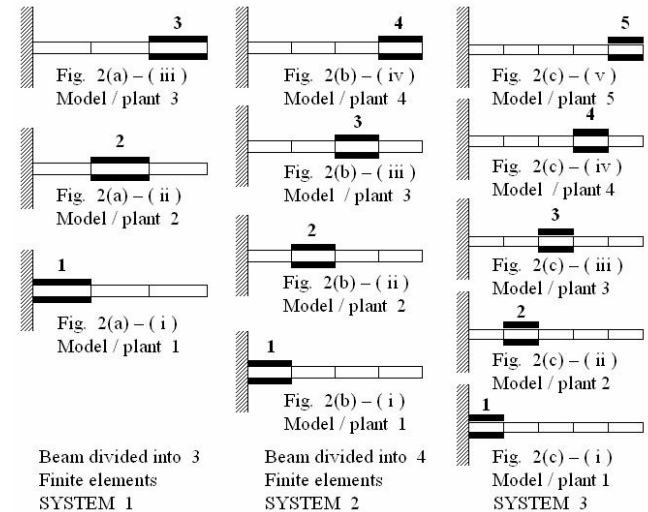 3
Fig. 2(a) – ( iii )
Model / plant 3
2
Fig. 2(a) – ( ii )
Model / plant 2
1
Fig. 2(a) – ( i )
Model / plant 1
Beam divided into 3
Finite elements
SYSTEM 1
4
Fig. 2(b) – ( iv )
Model / plant 4
3
Fig. 2(b) – ( iii )
Model / plant 3
2
Fig. 2(b) – ( ii )
Model / plant 2
1
Fig. 2(b) – ( i )
Model / plant 1
Beam divided into 4
Finite elements
SYSTEM 2
5
Fig. 2(c) – ( v )
Model / plant 5
4
Fig. 2(c) – ( iv )
Model / plant 4
3
Fig. 2(c) – ( iii )
Model / plant 3
2
Fig. 2(c) – ( ii )
Model / plant 2
1
Fig. 2(c) – ( i )
Model / plant 1
SYSTEM 3